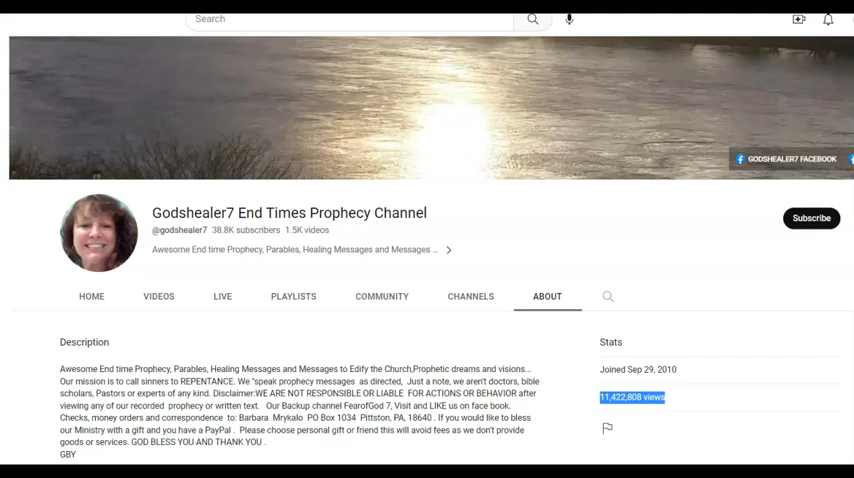 Search
GODSHEALER7 FACEBOOK
Godshealer7 End Times Prophecy Channel
@godshealer7 38.8K subscribers 1.5K videos
Subscribe
Awesome End time Prophecy, Parables, Healing Messages and Messages ...
HOME VIDEOS LIVE PLAYLISTS COMMUNITY CHANNELS ABOUT
Description
Awesome End time Prophecy, Parables, Healing Messages and Messages to Edify the Church,Prophetic dreams and visions...
Our mission is to call sinners to REPENTANCE. We "speak prophecy messages as directed, Just a note, we aren't doctors, bible
scholars, Pastors or experts of any kind. Disclaimer:WE ARE NOT RESPONSIBLE OR LIABLE FOR ACTIONS OR BEHAVIOR after
viewing any of our recorded prophecy or written text. Our Backup channel FearofGod 7, Visit and LIKE us on face book.
Checks, money orders and correspondence to: Barbara Mrykalo PO Box 1034 Pittston, PA, 18640 . If you would like to bless
our Ministry with a gift and you have a PayPal . Please choose personal gift or friend this will avoid fees as we don't provide
goods or services. GOD BLESS YOU AND THANK YOU .
GBY
Stats
Joined Sep 29, 2010
11,422,808 views